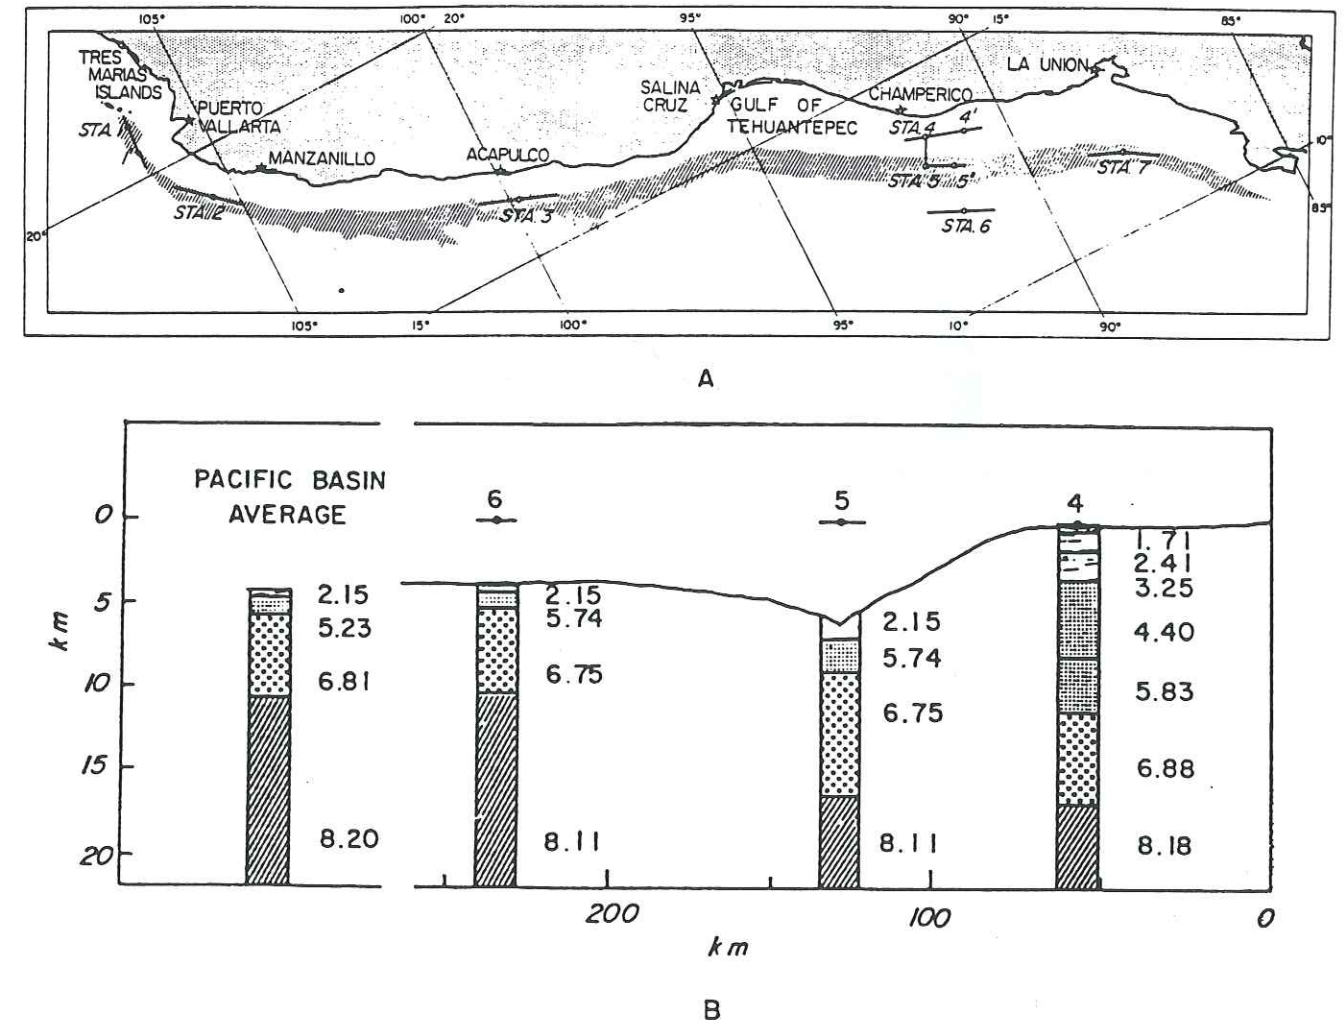 105°
100° 20°
95°
90° 15°
85°
TRES
MARIAS
ISLANDS
STA
PUERTO
VALLARTA
MANZANILLO
ACAPULCO
SALINA
CRUZ
GULF OF
TEHUANTEPEC
CHAMPERICO
LA UNION
STA. 2
STA. 3
STA. 4
4'
STA. 5
5'
STA. 6
STA. 7
20°
10°
85°
105°
15°
100°
95°
10°
90°
A
PACIFIC BASIN
AVERAGE
6
5
4
0
5
10
15
20
km
2.15
5.23
6.81
8.20
2.15
5.74
6.75
8.11
2.15
5.74
6.75
8.11
1.71
2.41
3.25
4.40
5.83
6.88
8.18
200
100
0
km
B